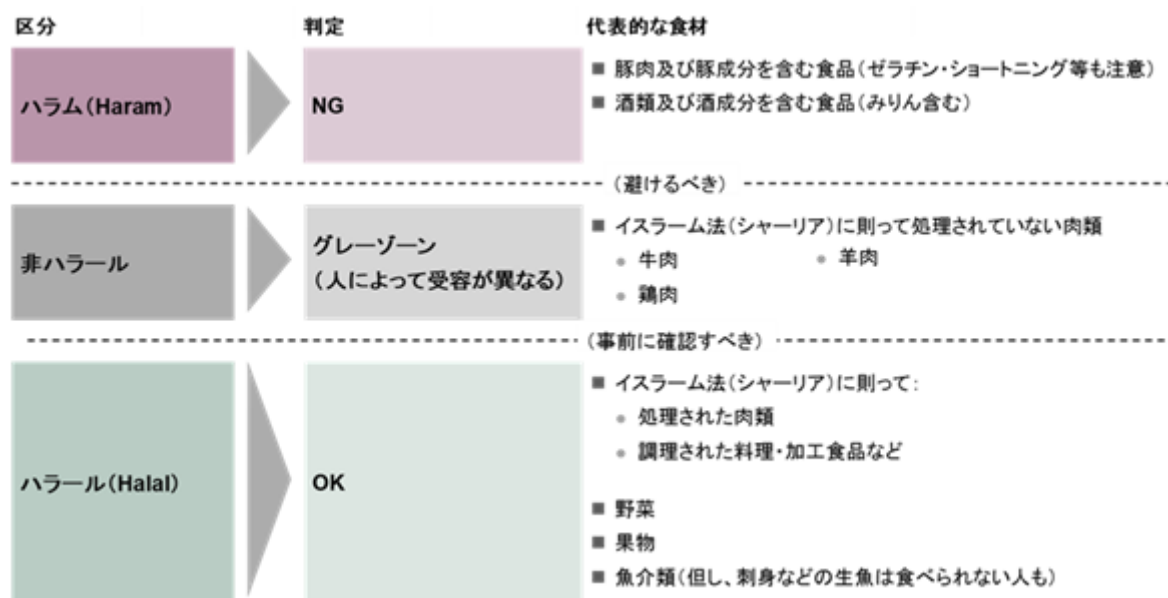 区分 判定 代表的な食材
ハラム(Haram) NG
■ 豚肉及び豚成分を含む食品(ゼラチン・ショートニング等も注意)
■ 酒類及び酒成分を含む食品(みりん含む)
(避けるべき)
非ハラール
グレーゾーン
(人によって受容が異なる)
■ イスラーム法(シャーリア)に則って処理されていない肉類
● 牛肉 ● 羊肉
● 鶏肉
(事前に確認すべき)
ハラール(Halal) OK
■ イスラーム法(シャーリア)に則って:
● 処理された肉類
● 調理された料理・加工食品など
■ 野菜
■ 果物
■ 魚介類(但し、刺身などの生魚は食べられない人も)